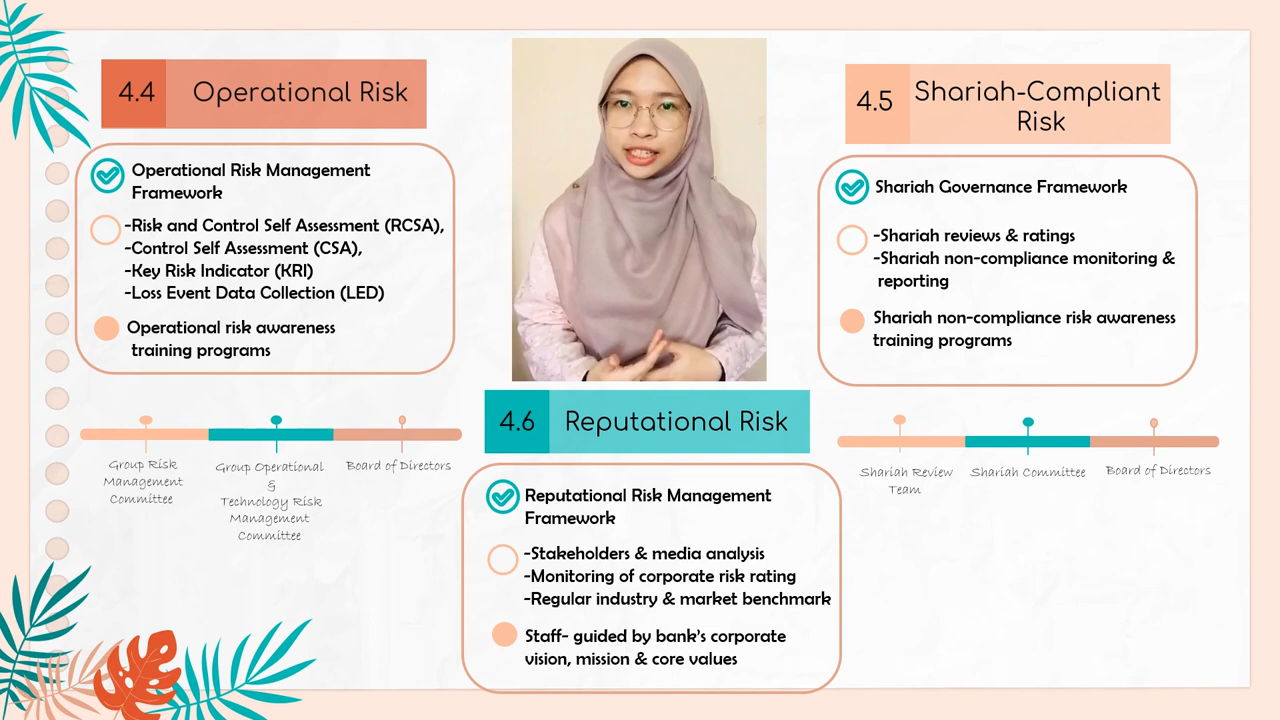 4.4 Operational Risk
Operational Risk Management
Framework
-Risk and Control Self Assessment (RCSA),
-Control Self Assessment (CSA),
-Key Risk Indicator (KRI)
-Loss Event Data Collection (LED)
Operational risk awareness
training programs
Group Risk
Management
Committee
Group Operational
&
Technology Risk
Management
Committee
Board of Directors
4.5
Shariah-Compliant
Risk
Shariah Governance Framework
-Shariah reviews & ratings
-Shariah non-compliance monitoring &
reporting
Shariah non-compliance risk awareness
training programs
Shariah Review
Team
Shariah Committee
Board of Directors
4.6 Reputational Risk
Reputational Risk Management
Framework
-Stakeholders & media analysis
-Monitoring of corporate risk rating
-Regular industry & market benchmark
Staff- guided by bank's corporate
vision, mission & core values